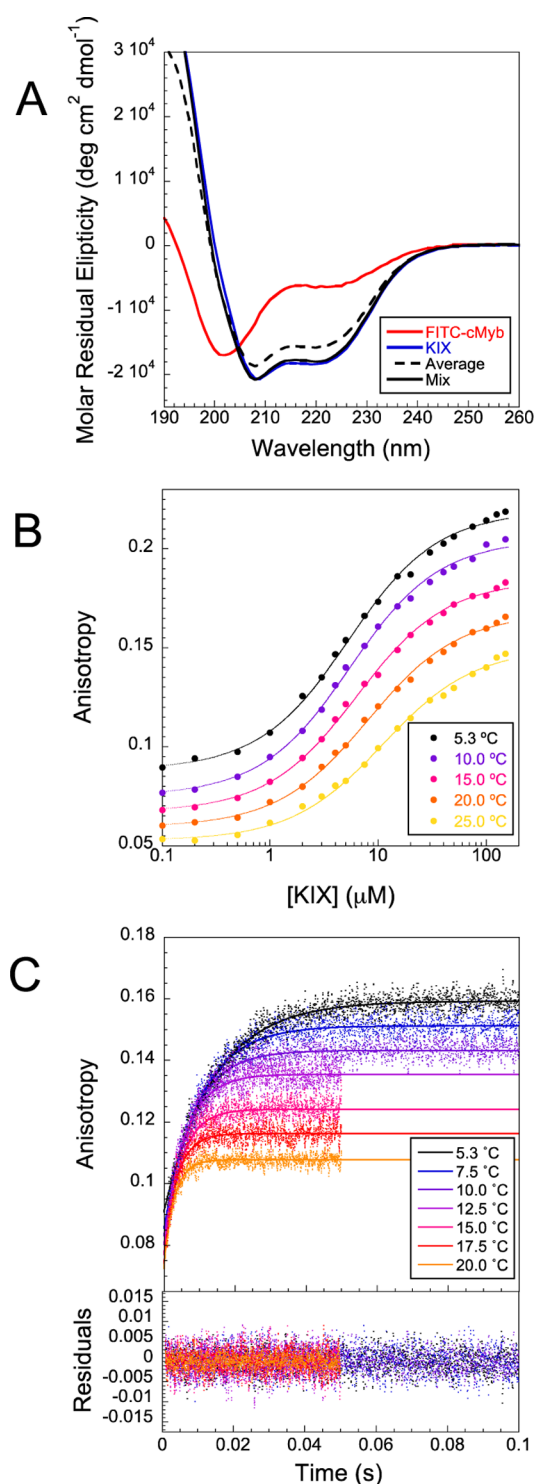 A
Molar Residual Elipticity (deg cm2 dmol-1)
3 10^4
2 10^4
1 10^4
0
-1 10^4
-2 10^4
190 200 210 220 230 240 250 260
Wavelength (nm)
FITC-cMyb
KIX
Average
Mix
B
Anisotropy
0.2
0.15
0.1
0.05
0.1 1 10 100
[KIX] (μM)
5.3 ºC
10.0 ºC
15.0 ºC
20.0 ºC
25.0 ºC
C
Anisotropy
0.18
0.16
0.14
0.12
0.1
0.08
5.3 ˚C
7.5 ˚C
10.0 ˚C
12.5 ˚C
15.0 ˚C
17.5 ˚C
20.0 ˚C
Residuals
0.015
0.01
0.005
0
-0.005
-0.01
-0.015
0 0.02 0.04 0.06 0.08 0.1
Time (s)